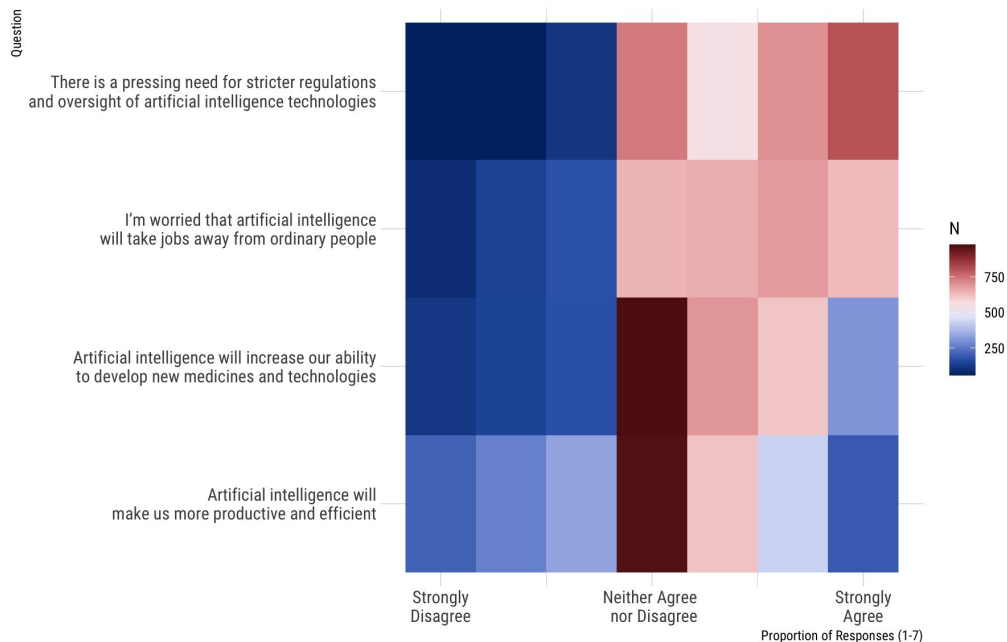 Question
There is a pressing need for stricter regulations
and oversight of artificial intelligence technologies
I’m worried that artificial intelligence
will take jobs away from ordinary people
Artificial intelligence will increase our ability
to develop new medicines and technologies
Artificial intelligence will
make us more productive and efficient
N
750
500
250
Strongly
Disagree
Neither Agree
nor Disagree
Strongly
Agree
Proportion of Responses (1-7)